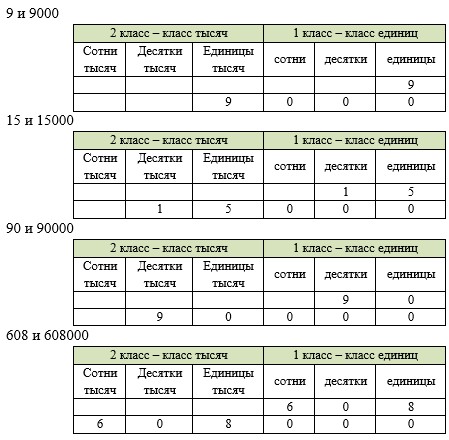 9 и 9000
2 класс – класс тысяч 1 класс – класс единиц
Сотни тысяч Десятки тысяч Единицы тысяч сотни десятки единицы
9
9 0 0 0
15 и 15000
2 класс – класс тысяч 1 класс – класс единиц
Сотни тысяч Десятки тысяч Единицы тысяч сотни десятки единицы
1 5
1 5 0 0 0
90 и 90000
2 класс – класс тысяч 1 класс – класс единиц
Сотни тысяч Десятки тысяч Единицы тысяч сотни десятки единицы
9 0
9 0 0 0 0
608 и 608000
2 класс – класс тысяч 1 класс – класс единиц
Сотни тысяч Десятки тысяч Единицы тысяч сотни десятки единицы
6 0 8
6 0 8 0 0 0